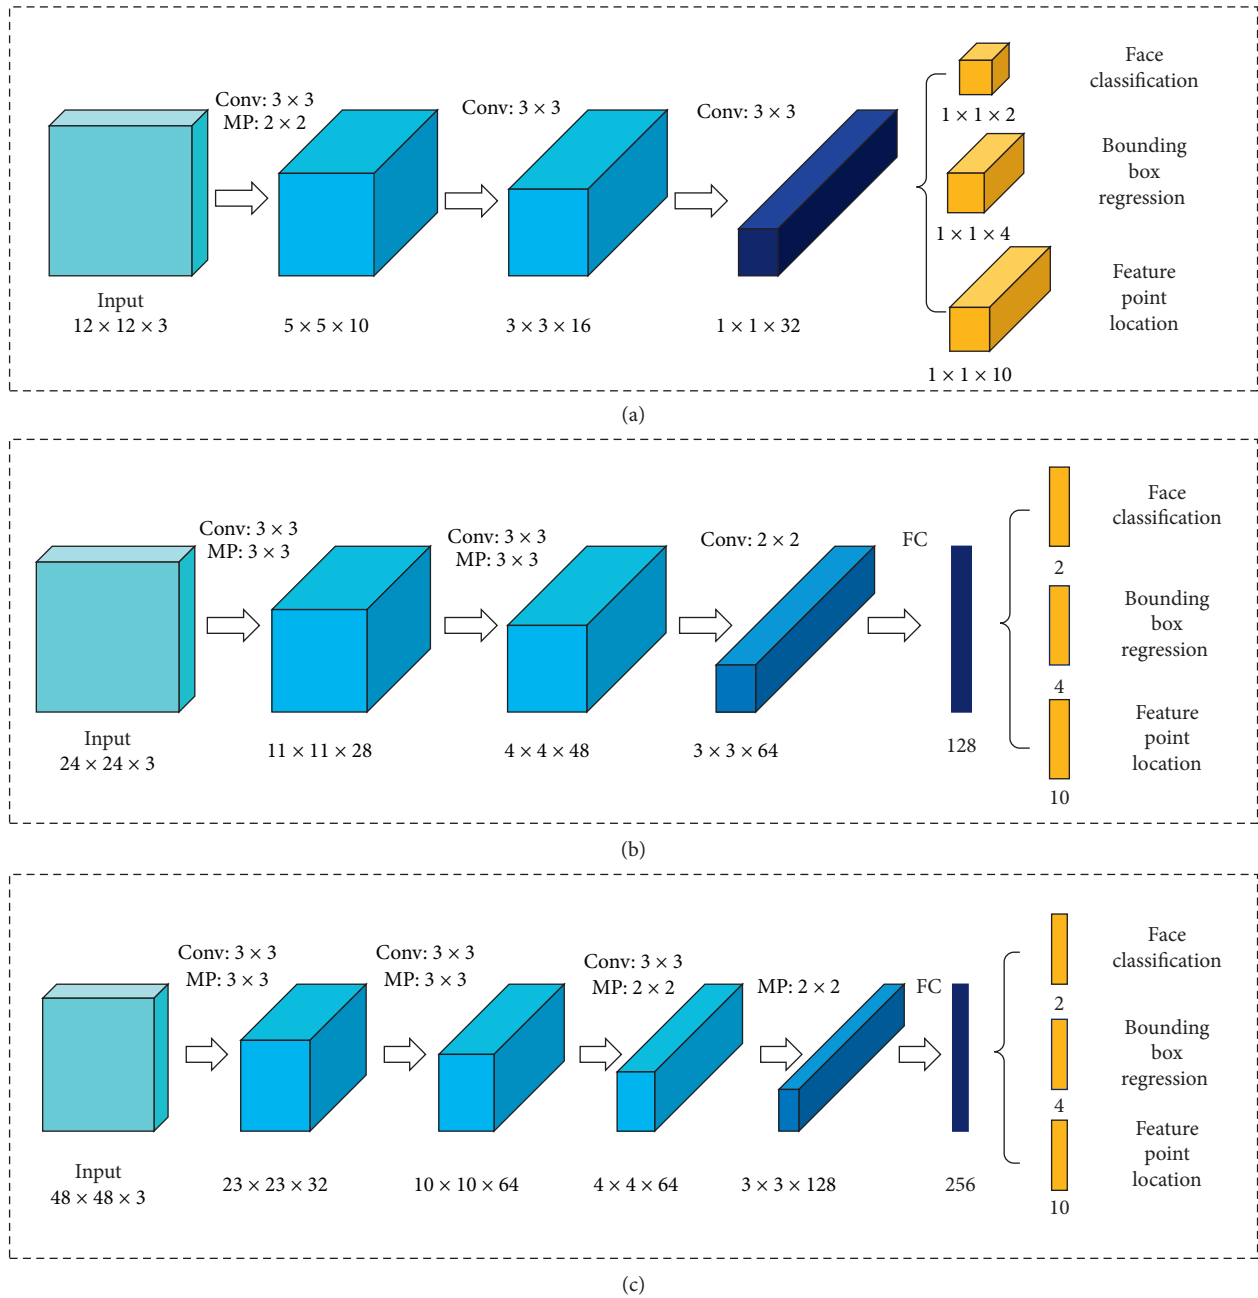 Conv: 3 × 3
MP: 2 × 2
Conv: 3 × 3
Conv: 3 × 3
Input
12 × 12 × 3
5 × 5 × 10
3 × 3 × 16
1 × 1 × 32
1 × 1 × 2
Face
classification
1 × 1 × 4
Bounding
box
regression
1 × 1 × 10
Feature
point
location
(a)
Conv: 3 × 3
MP: 3 × 3
Conv: 3 × 3
MP: 3 × 3
Conv: 2 × 2
FC
Input
24 × 24 × 3
11 × 11 × 28
4 × 4 × 48
3 × 3 × 64
128
2
Face
classification
4
Bounding
box
regression
10
Feature
point
location
(b)
Conv: 3 × 3
MP: 3 × 3
Conv: 3 × 3
MP: 3 × 3
Conv: 3 × 3
MP: 2 × 2
MP: 2 × 2
FC
Input
48 × 48 × 3
23 × 23 × 32
10 × 10 × 64
4 × 4 × 64
3 × 3 × 128
256
2
Face
classification
4
Bounding
box
regression
10
Feature
point
location
(c)